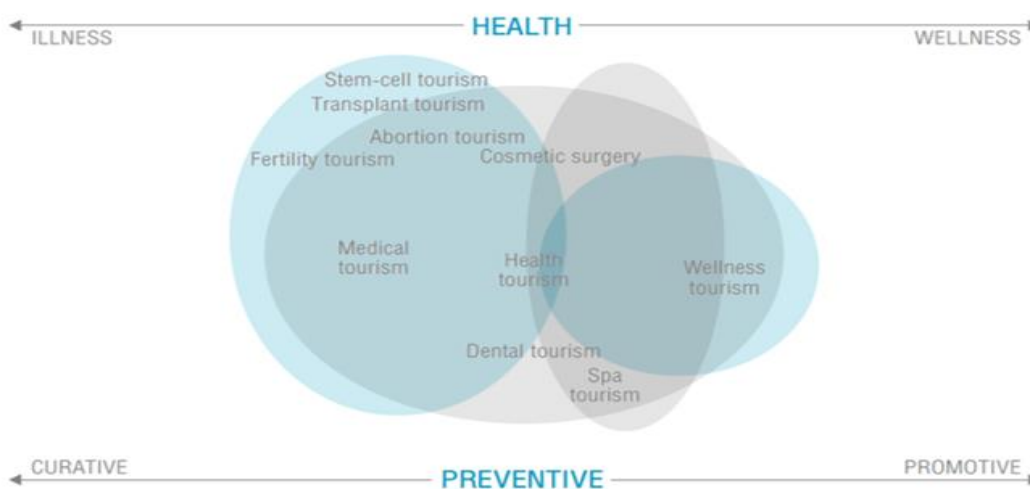 HEALTH
ILLNESS
WELLNESS
Stem-cell tourism
Transplant tourism
Abortion tourism
Fertility tourism
Cosmetic surgery
Medical
tourism
Health
tourism
Wellness
tourism
Dental tourism
Spa
tourism
CURATIVE
PREVENTIVE
PROMOTIVE